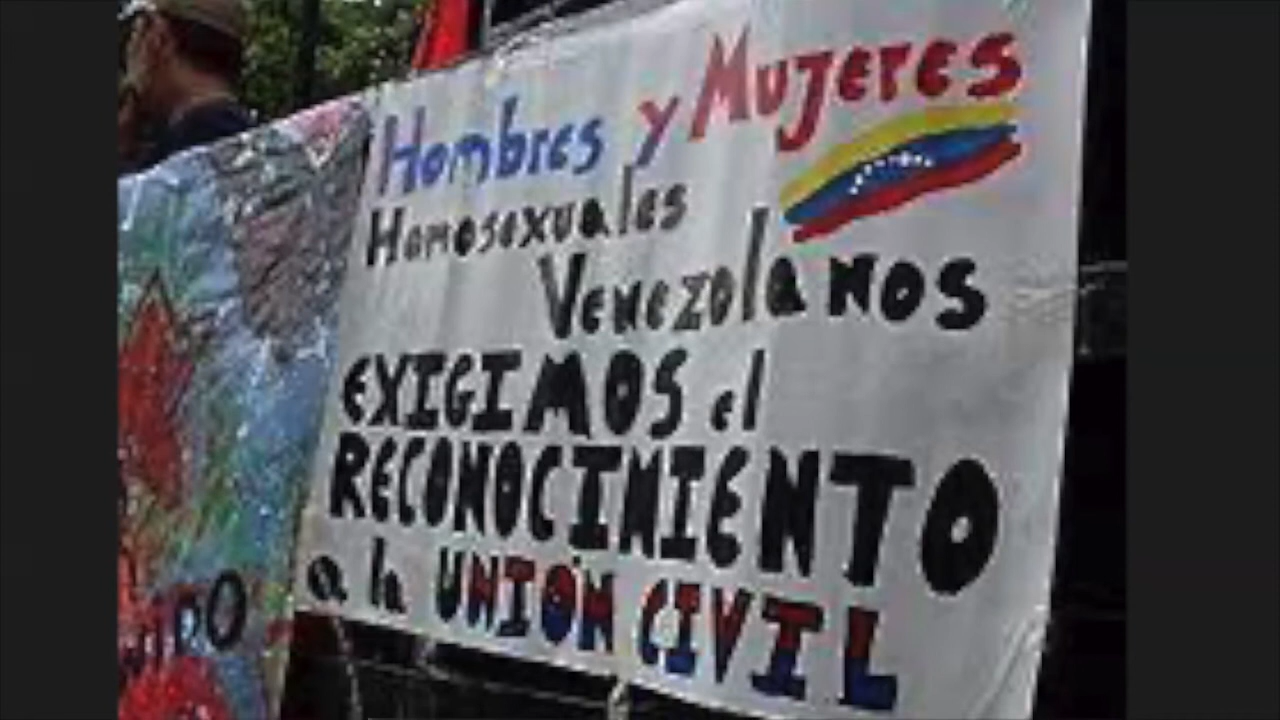 Hombres y Mujeres
Homosexuales
Venezolanos
EXIGIMOS el
RECONOCIMIENTO
a la UNIÓN CIVIL